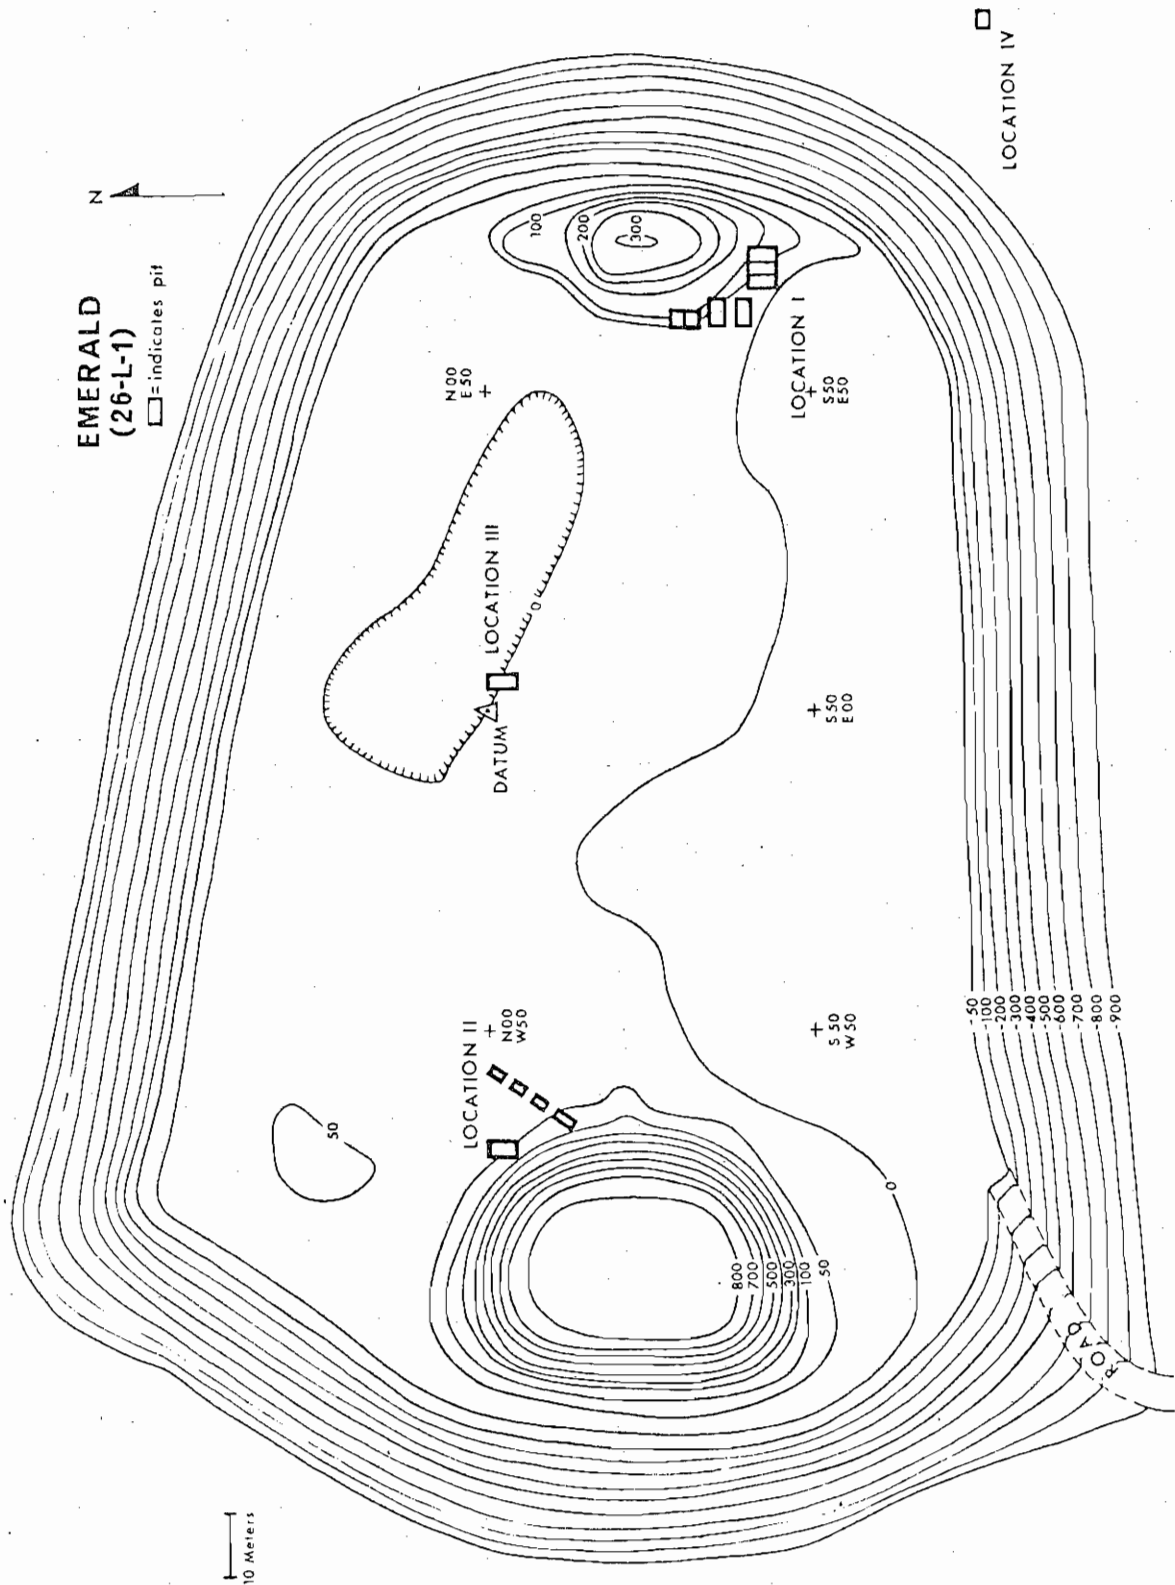 EMERALD
(26-L-1)
= indicates pit
N
10 Meters
50
LOCATION II
N00
W50
DATUM
LOCATION III
0
N00
E50
100
200
300
LOCATION I
S50
E50
S50
E00
S50
W50
0
800
700
500
300
100
50
-50
-100
-200
-300
-400
-500
-600
-700
-800
-900
ROAD
LOCATION IV